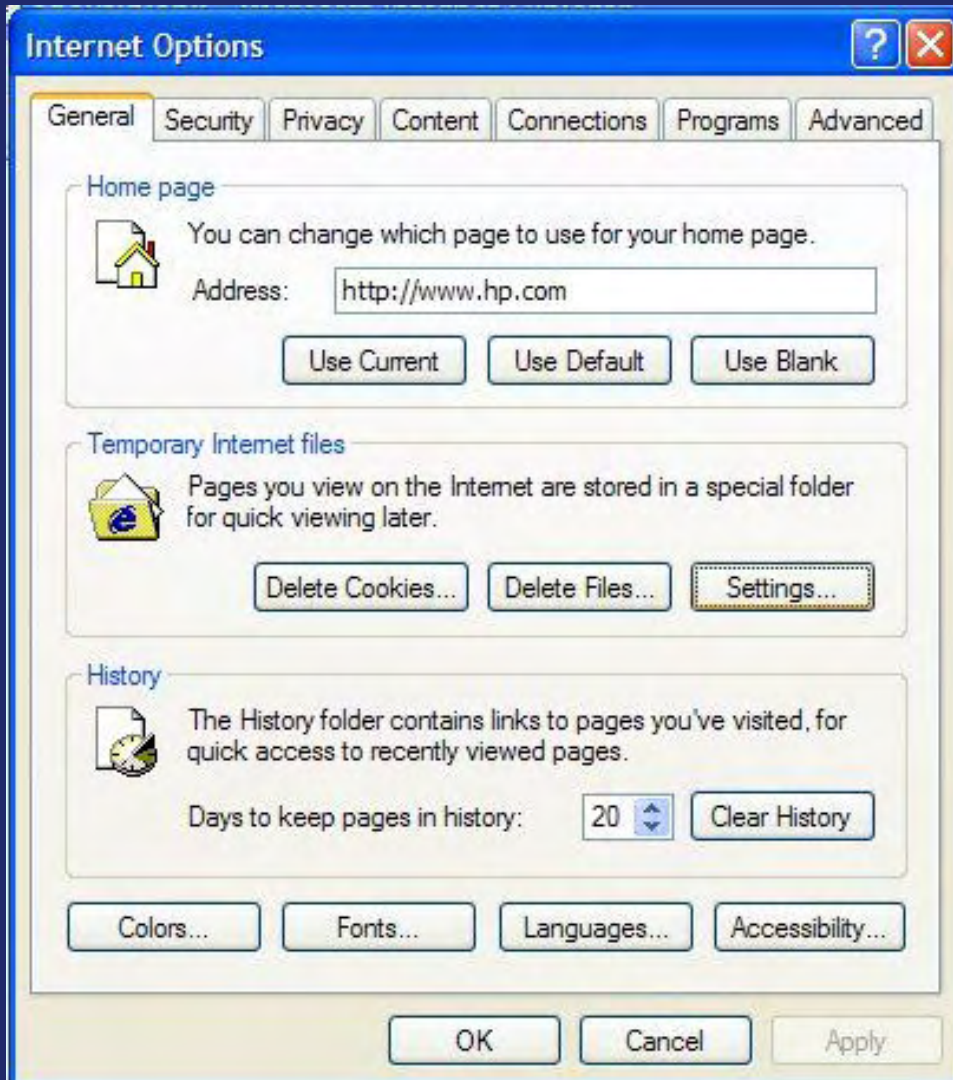 Internet Options
General Security Privacy Content Connections Programs Advanced
Home page
You can change which page to use for your home page.
Address: http://www.hp.com
Use Current Use Default Use Blank
Temporary Internet files
Pages you view on the Internet are stored in a special folder
for quick viewing later.
Delete Cookies... Delete Files... Settings...
History
The History folder contains links to pages you've visited, for
quick access to recently viewed pages.
Days to keep pages in history: 20 Clear History
Colors... Fonts... Languages... Accessibility...
OK Cancel Apply